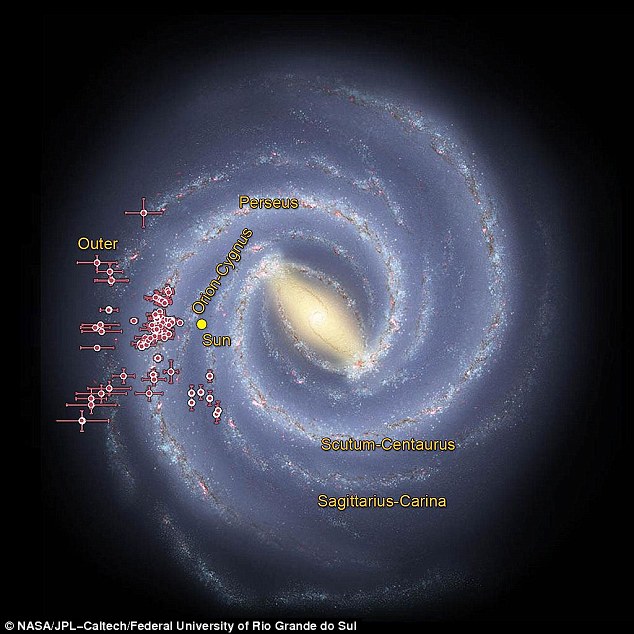 Perseus
Outer
Orion-Cygnus
Sun
Scutum-Centaurus
Sagittarius-Carina
© NASA/JPL–Caltech/Federal University of Rio Grande do Sul